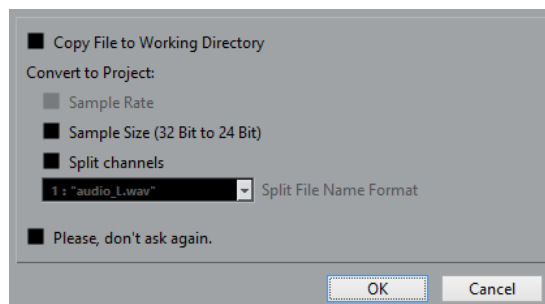 Copy File to Working Directory
Convert to Project:
Sample Rate
Sample Size (32 Bit to 24 Bit)
Split channels
1 : "audio_L.wav" Split File Name Format
Please, don't ask again.
OK Cancel